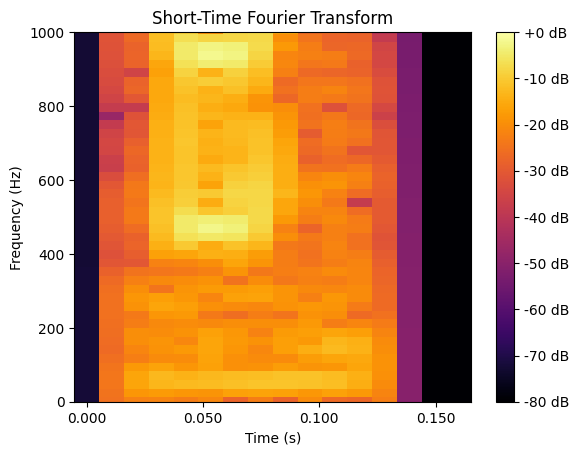 Short-Time Fourier Transform
1000
800
600
400
200
0
Frequency (Hz)
0.000
0.050
0.100
0.150
Time (s)
+0 dB
-10 dB
-20 dB
-30 dB
-40 dB
-50 dB
-60 dB
-70 dB
-80 dB